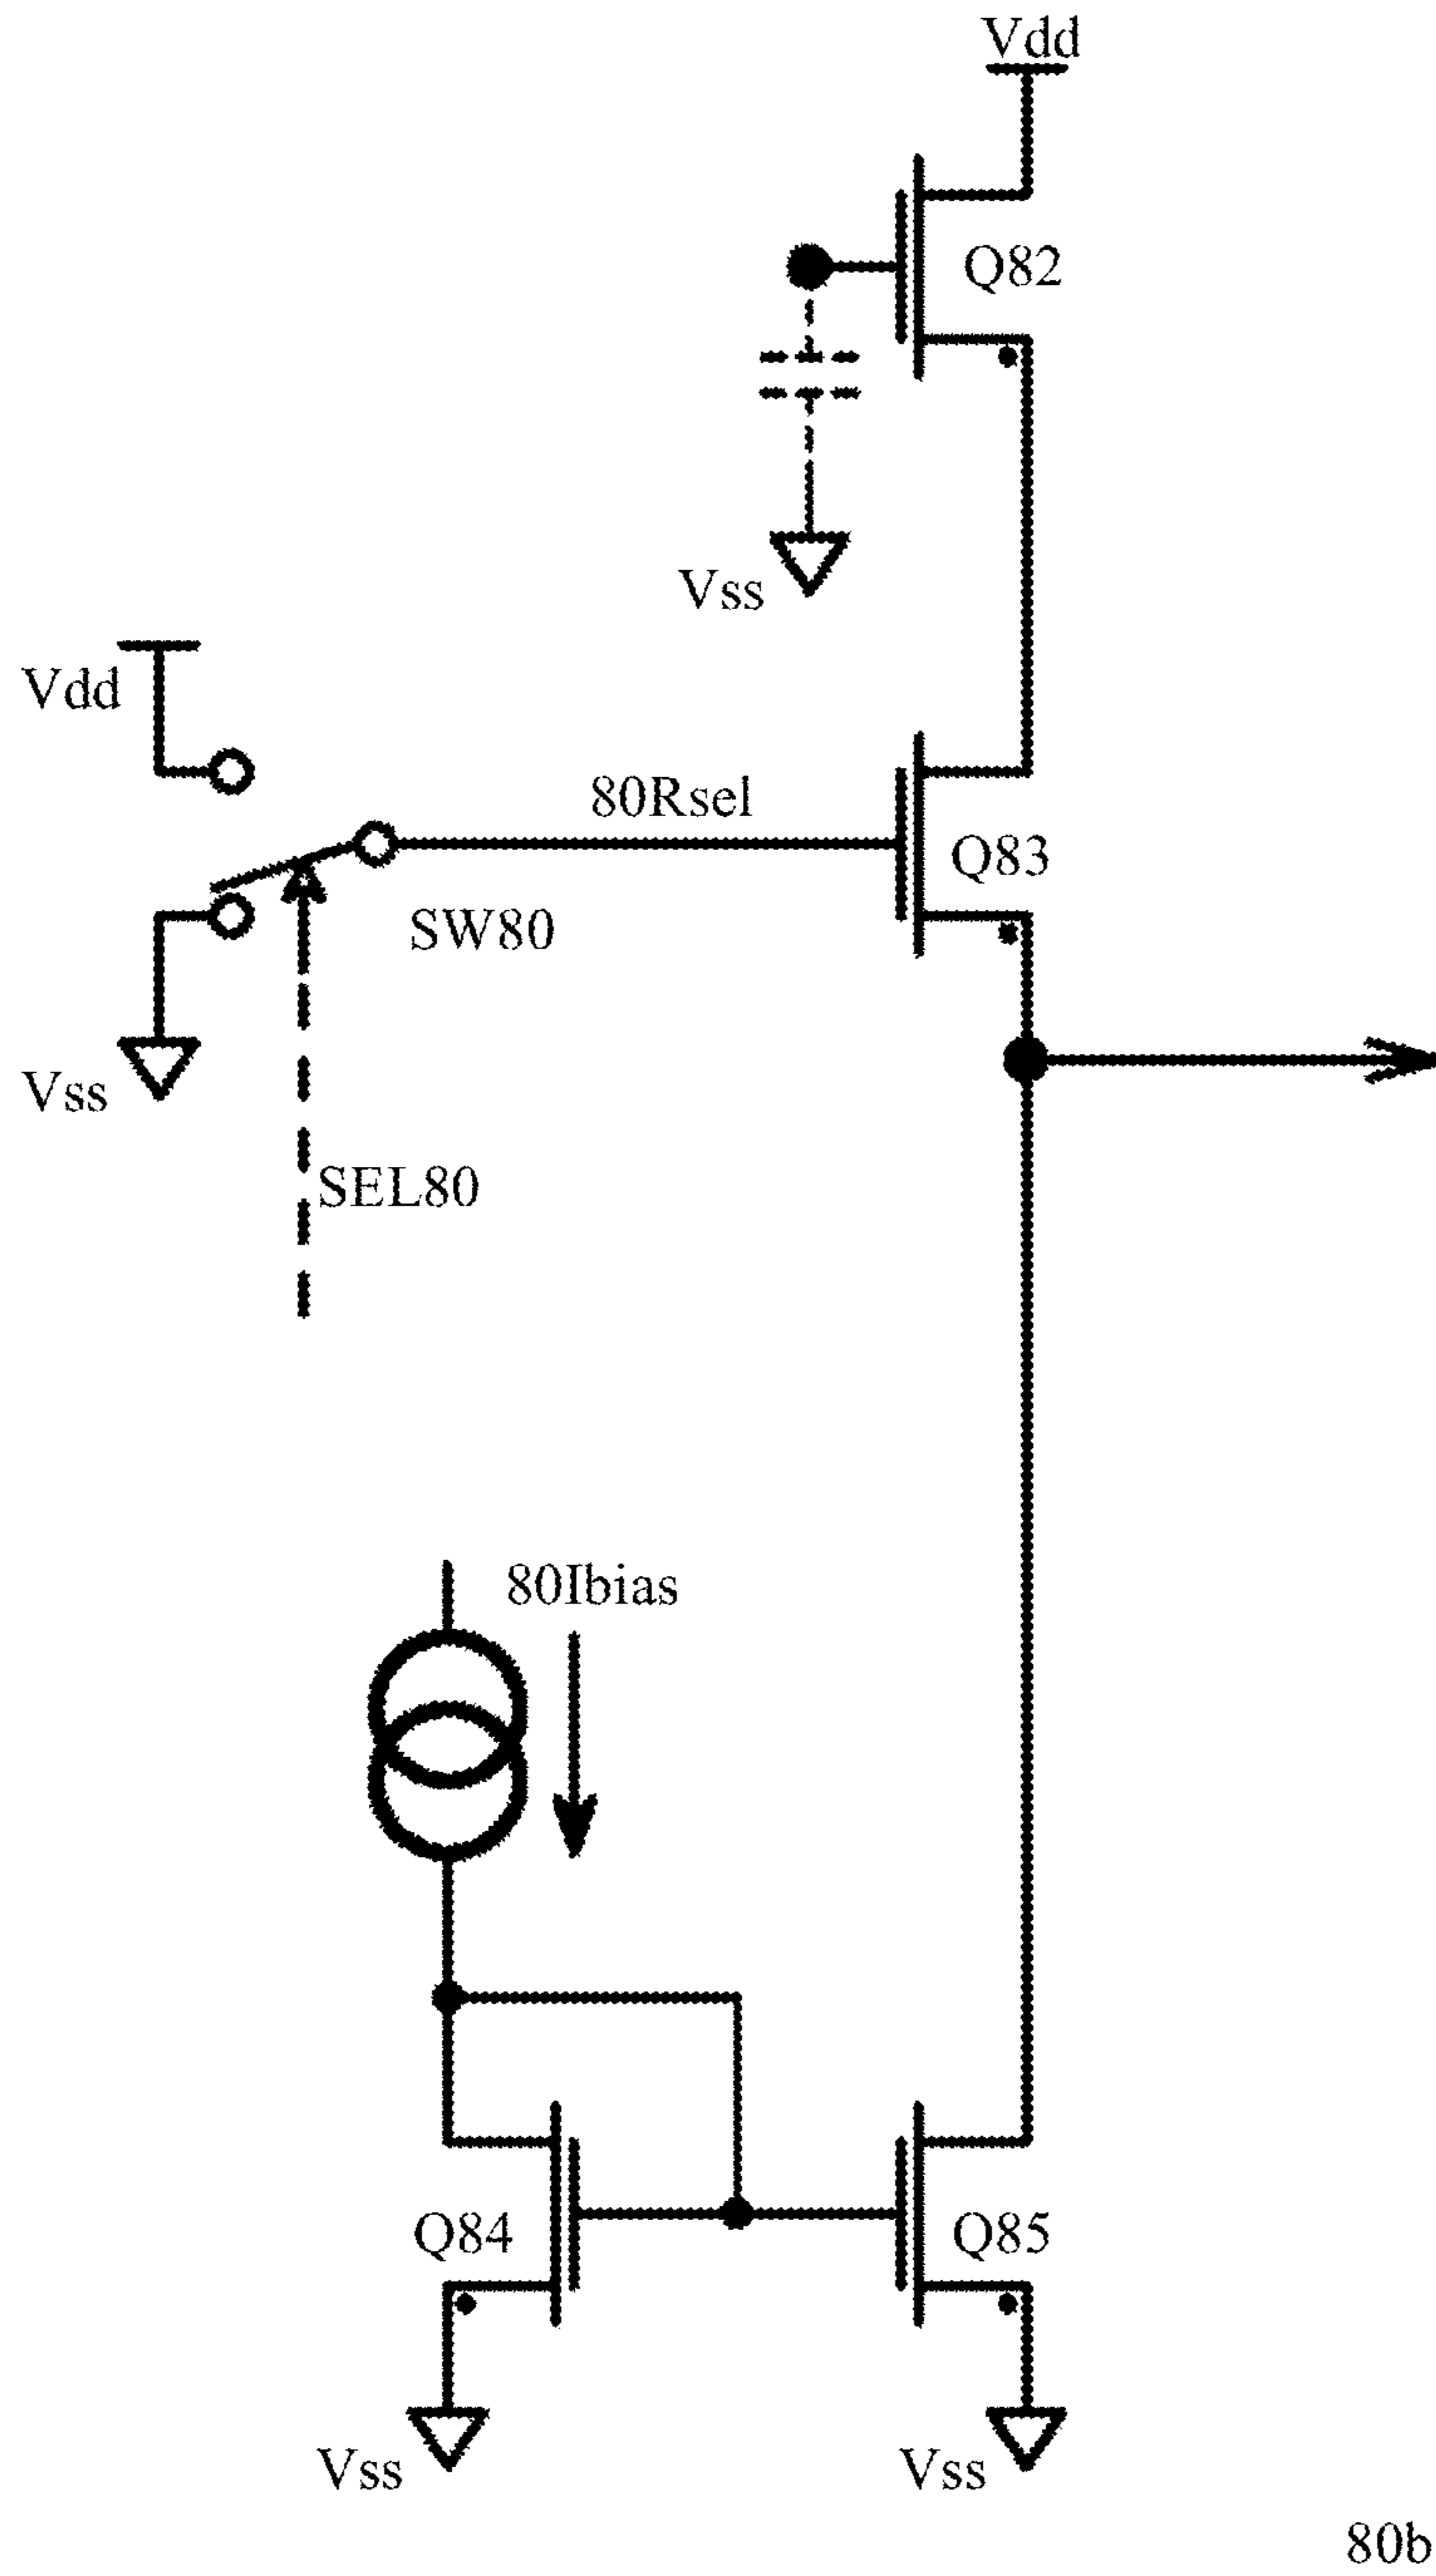 Vdd
Q82
Vss
Vdd
80Rsel
Q83
SW80
Vss
SEL80
80Ibias
Q84
Q85
Vss
Vss
80b